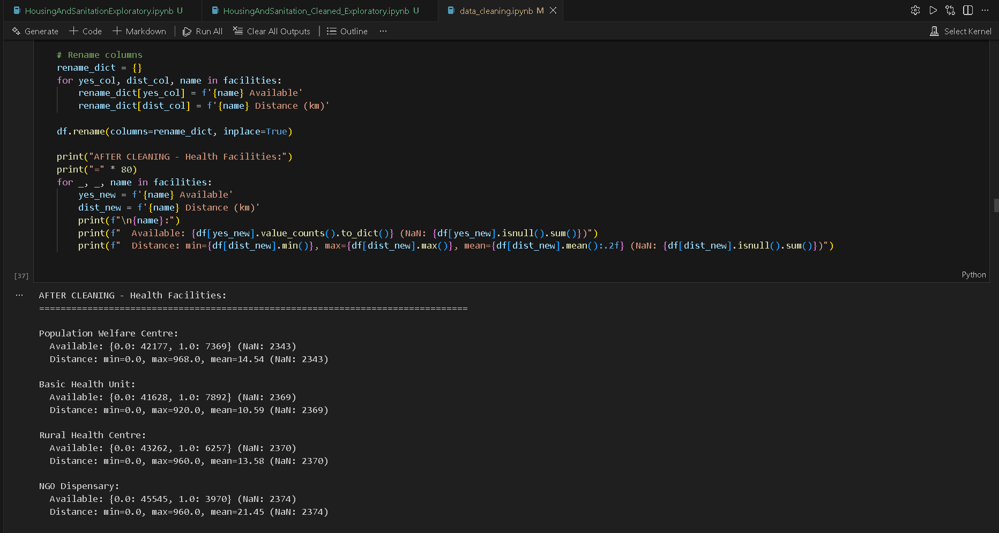 HousingAndSanitationExploratory.ipynb U
HousingAndSanitation_Cleaned_Exploratory.ipynb U
data_cleaning.ipynb M
Generate
Code
Markdown
Run All
Clear All Outputs
Outline
Select Kernel
# Rename columns
rename_dict = {}
for yes_col, dist_col, name in facilities:
    rename_dict[yes_col] = f'{name} Available'
    rename_dict[dist_col] = f'{name} Distance (km)'
df.rename(columns=rename_dict, inplace=True)
print("AFTER CLEANING - Health Facilities:")
print("=" * 80)
for _, _, name in facilities:
    yes_new = f'{name} Available'
    dist_new = f'{name} Distance (km)'
    print(f"\n{name}:")
    print(f"  Available: {df[yes_new].value_counts().to_dict()} (NaN: {df[yes_new].isnull().sum()})")
    print(f"  Distance: min={df[dist_new].min()}, max={df[dist_new].max()}, mean={df[dist_new].mean():.2f} (NaN: {df[dist_new].isnull().sum()})")
[37]
Python
AFTER CLEANING - Health Facilities:
================================================================================
Population Welfare Centre:
  Available: {0.0: 42177, 1.0: 7369} (NaN: 2343)
  Distance: min=0.0, max=968.0, mean=14.54 (NaN: 2343)
Basic Health Unit:
  Available: {0.0: 41628, 1.0: 7892} (NaN: 2369)
  Distance: min=0.0, max=920.0, mean=10.59 (NaN: 2369)
Rural Health Centre:
  Available: {0.0: 43262, 1.0: 6257} (NaN: 2370)
  Distance: min=0.0, max=960.0, mean=13.58 (NaN: 2370)
NGO Dispensary:
  Available: {0.0: 45545, 1.0: 3970} (NaN: 2374)
  Distance: min=0.0, max=960.0, mean=21.45 (NaN: 2374)